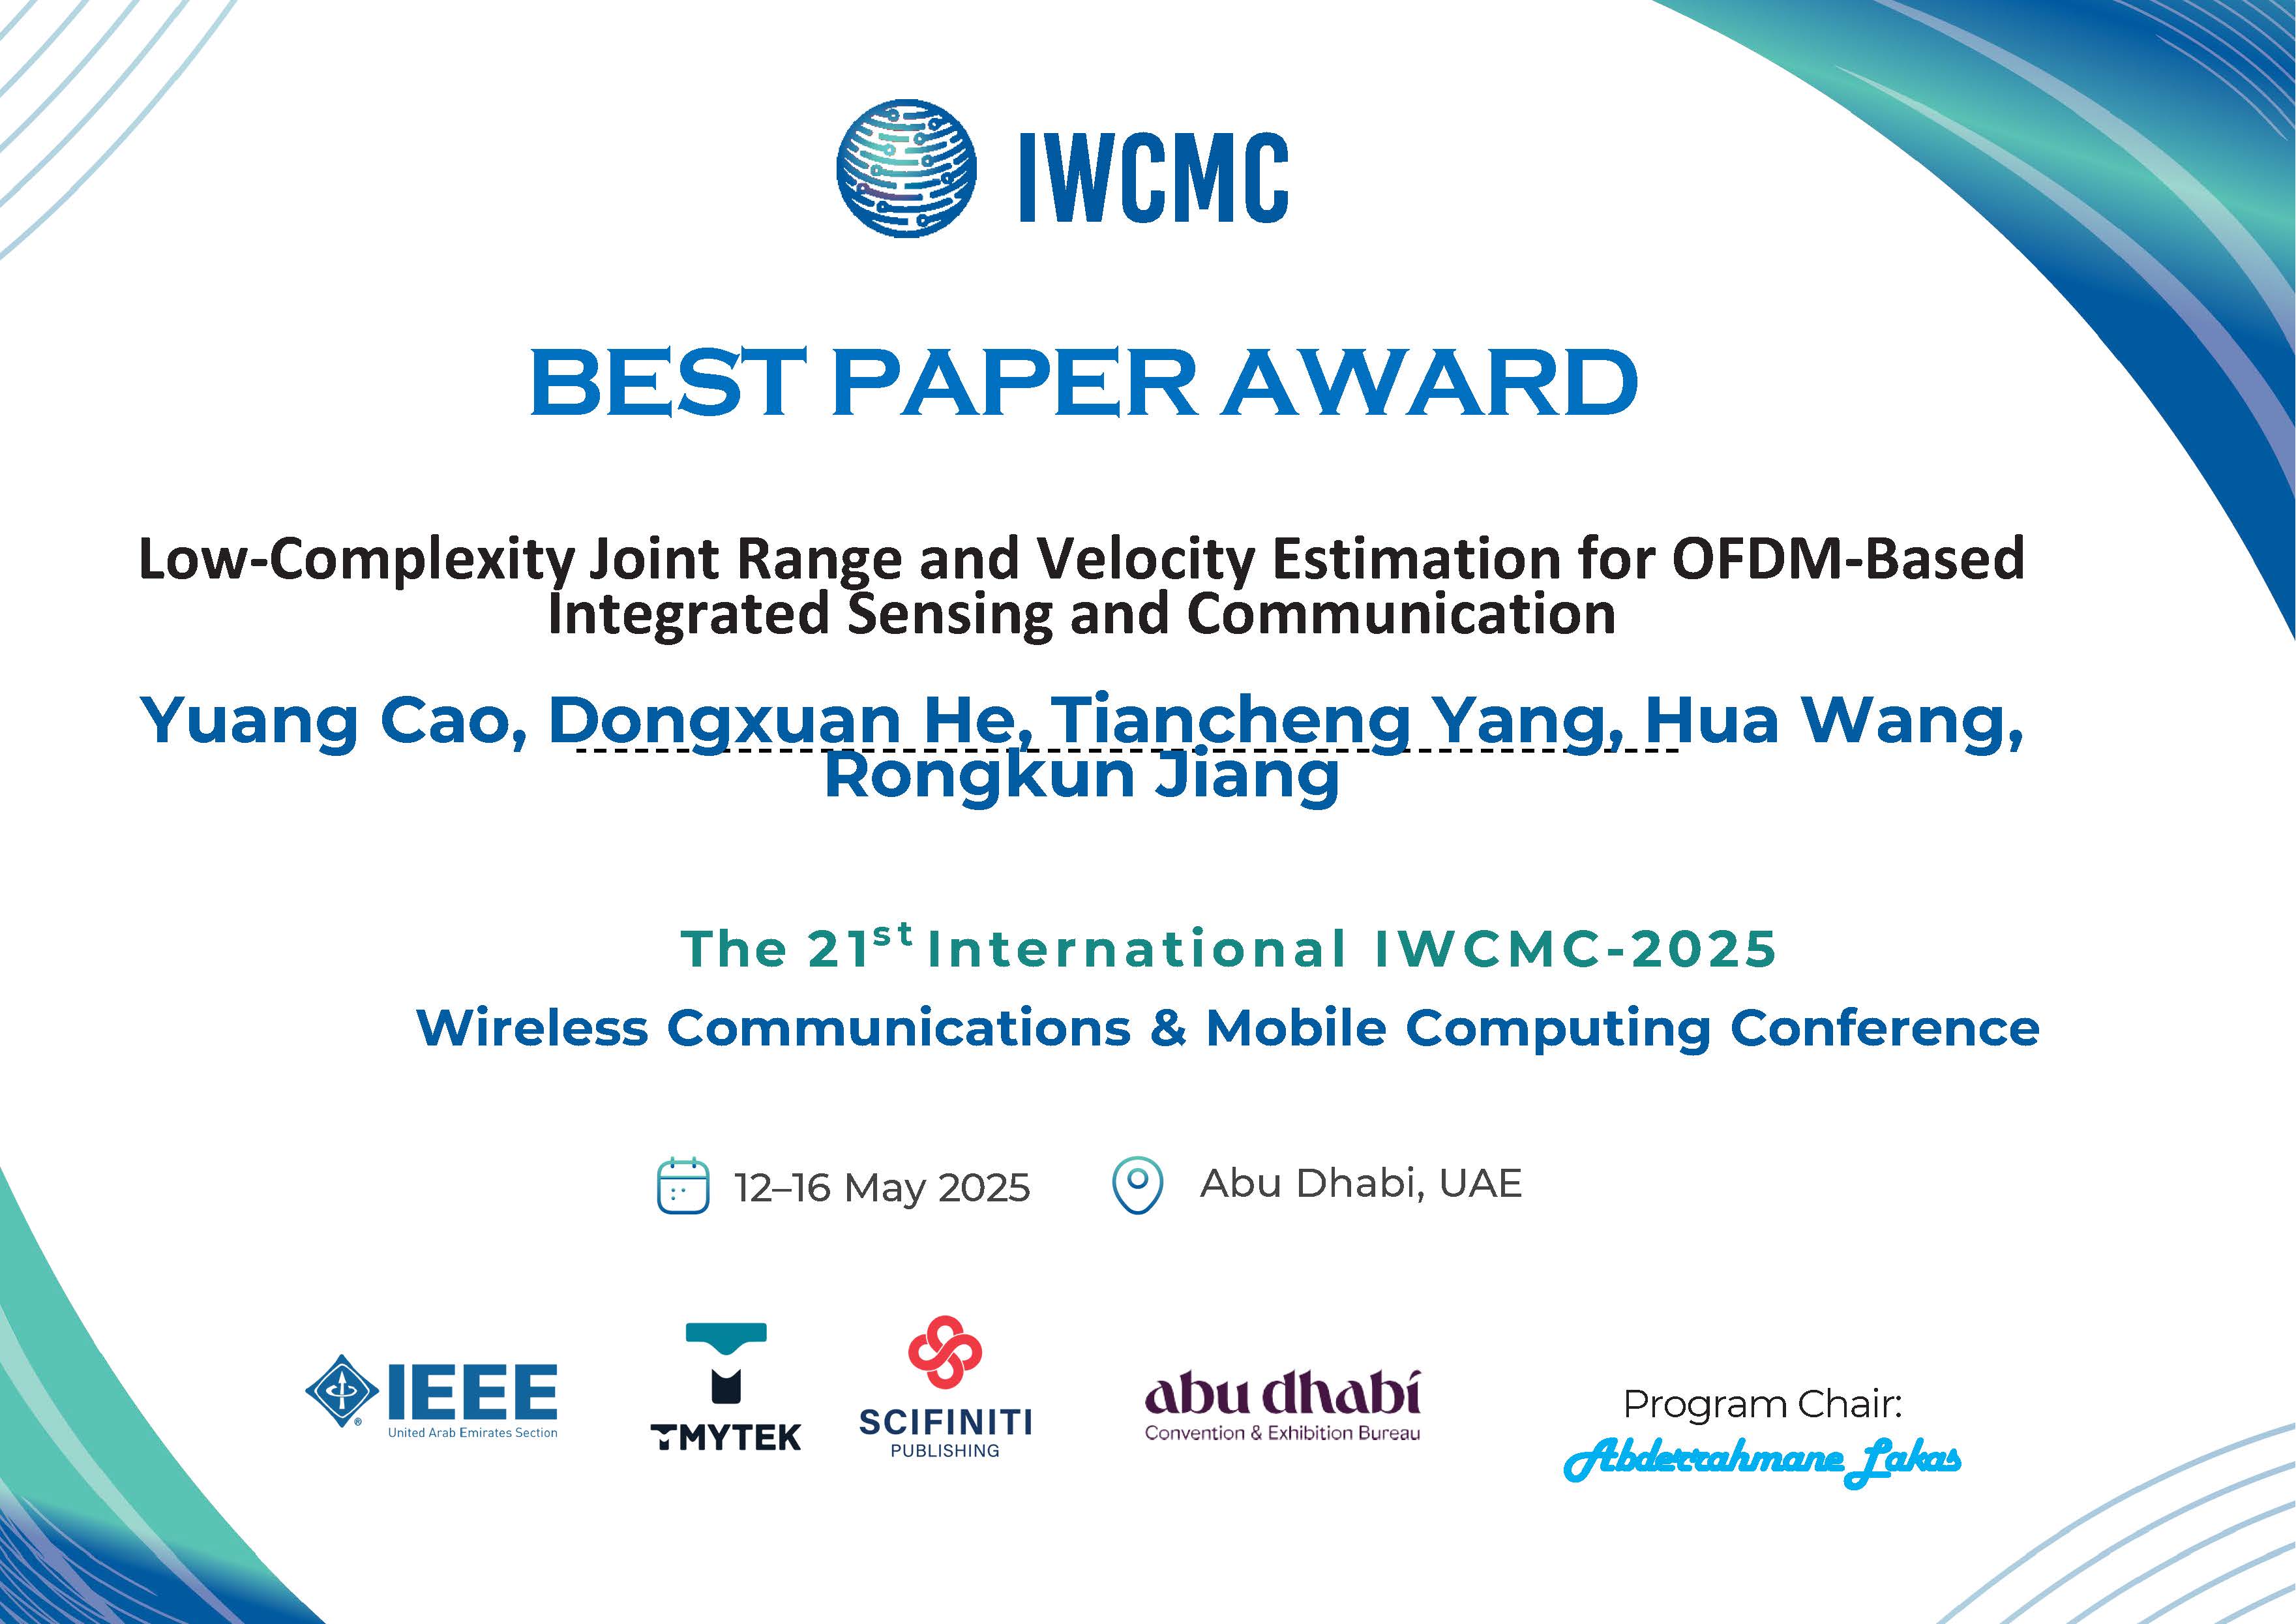 IWCMC
BEST PAPER AWARD
Low-Complexity Joint Range and Velocity Estimation for OFDM-Based
Integrated Sensing and Communication
Yuang Cao, Dongxuan He, Tiancheng Yang, Hua Wang,
Rongkun Jiang
The 21st International IWCMC-2025
Wireless Communications & Mobile Computing Conference
12–16 May 2025
Abu Dhabi, UAE
IEEE
United Arab Emirates Section
TMYTEK
SCIFINITI
PUBLISHING
abu dhabi
Convention & Exhibition Bureau
Program Chair:
Abderrahmane Lakas